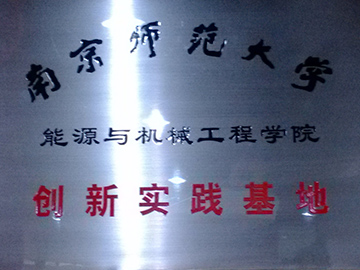 南京师范大学
能源与机械工程学院
创新实践基地